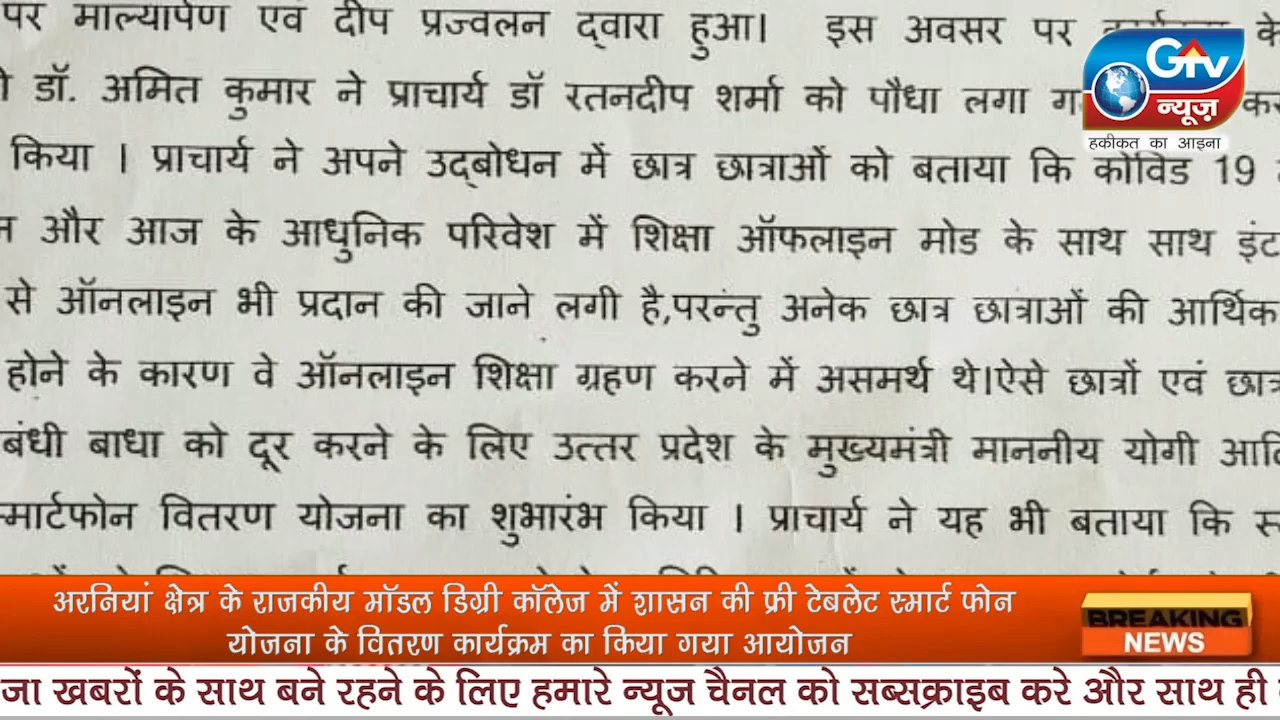 पर माल्यार्पण एवं दीप प्रज्वलन द्वारा हुआ। इस अवसर पर के
डॉ. अमित कुमार ने प्राचार्य डॉ रतनदीप शर्मा को पौधा लगा
किया । प्राचार्य ने अपने उद्बोधन में छात्र छात्राओं को बताया कि कोविड 19
और आज के आधुनिक परिवेश में शिक्षा ऑफलाइन मोड के साथ साथ
से ऑनलाइन भी प्रदान की जाने लगी है,परन्तु अनेक छात्र छात्राओं की आर्थिक
होने के कारण वे ऑनलाइन शिक्षा ग्रहण करने में असमर्थ थे।ऐसे छात्रों एवं
बाधा को दूर करने के लिए उत्तर प्रदेश के मुख्यमंत्री माननीय योगी
वितरण योजना का शुभारंभ किया । प्राचार्य ने यह भी बताया कि
GTV
न्यूज़
हकीकत का आइना
अरनियां क्षेत्र के राजकीय मॉडल डिग्री कॉलेज में शासन की फ्री टेबलेट स्मार्ट फोन
योजना के वितरण कार्यक्रम का किया गया आयोजन
BREAKING
NEWS
खबरों के साथ बने रहने के लिए हमारे न्यूज चैनल को सब्सक्राइब करे और साथ ही